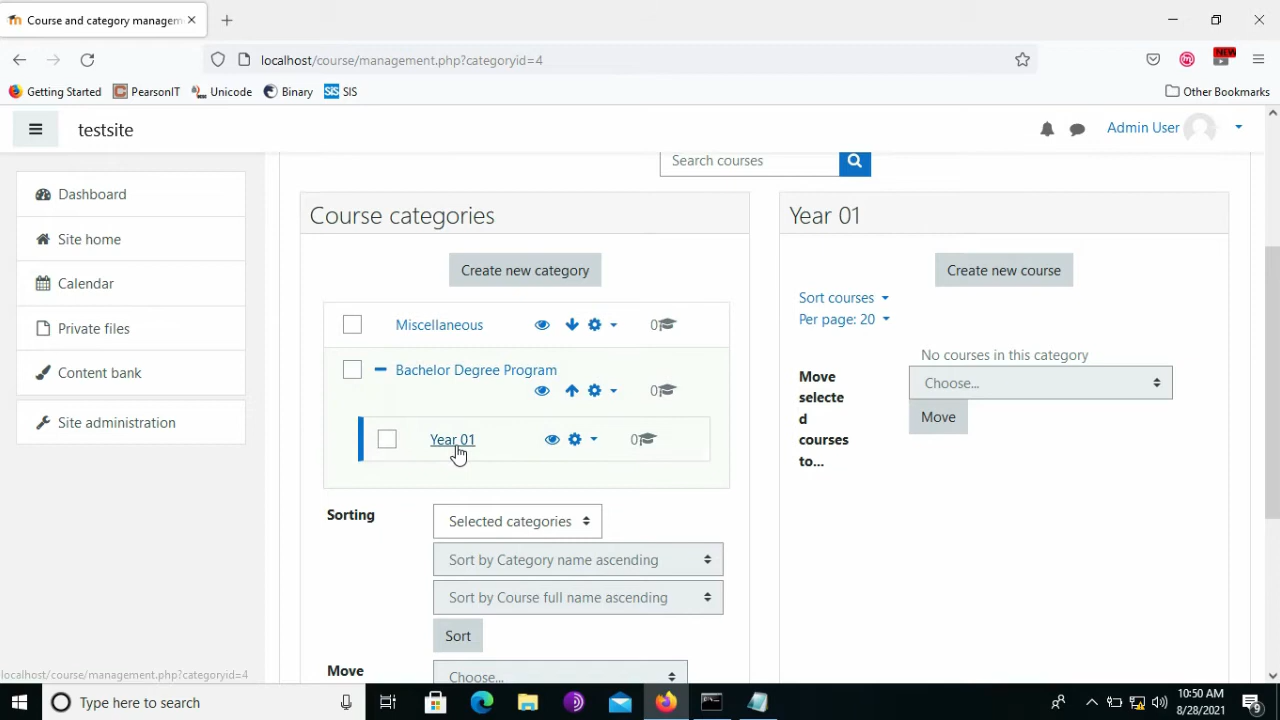 Course and category managem
localhost/course/management.php?categoryid=4
NEW
Getting Started
PearsonIT
Unicode
Binary
SIS SIS
Other Bookmarks
testsite
Admin User
Dashboard
Site home
Calendar
Private files
Content bank
Site administration
Search courses
Course categories
Create new category
Miscellaneous
0
Bachelor Degree Program
0
Year 01
0
Sorting
Selected categories
Sort by Category name ascending
Sort by Course full name ascending
Sort
Move
Choose...
Year 01
Create new course
Sort courses
Per page: 20
No courses in this category
Move
selecte
d
courses
to...
Choose...
Move
localhost/course/management.php?categoryid=4
Type here to search
10:50 AM
8/28/2021
9